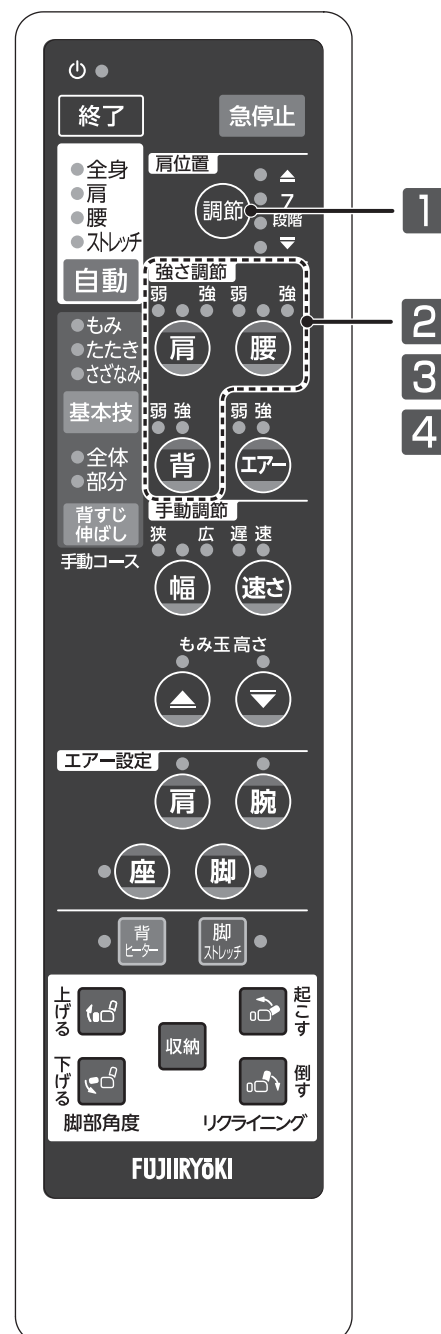 終了
急停止
全身
肩
腰
ストレッチ
自動
肩位置
調節
7
段階
1
強さ調節
弱 強 弱 強
肩 腰
2
3
4
もみ
たたき
さざなみ
基本技
弱 強 弱 強
背 エアー
全体
部分
背すじ
伸ばし
手動コース
手動調節
狭 広 遅 速
幅 速さ
もみ玉高さ
エアー設定
肩 腕
座 脚
背
ヒーター
脚
ストレッチ
上げる
下げる
脚部角度
収納
起こす
倒す
リクライニング
FUJIIRYōKI